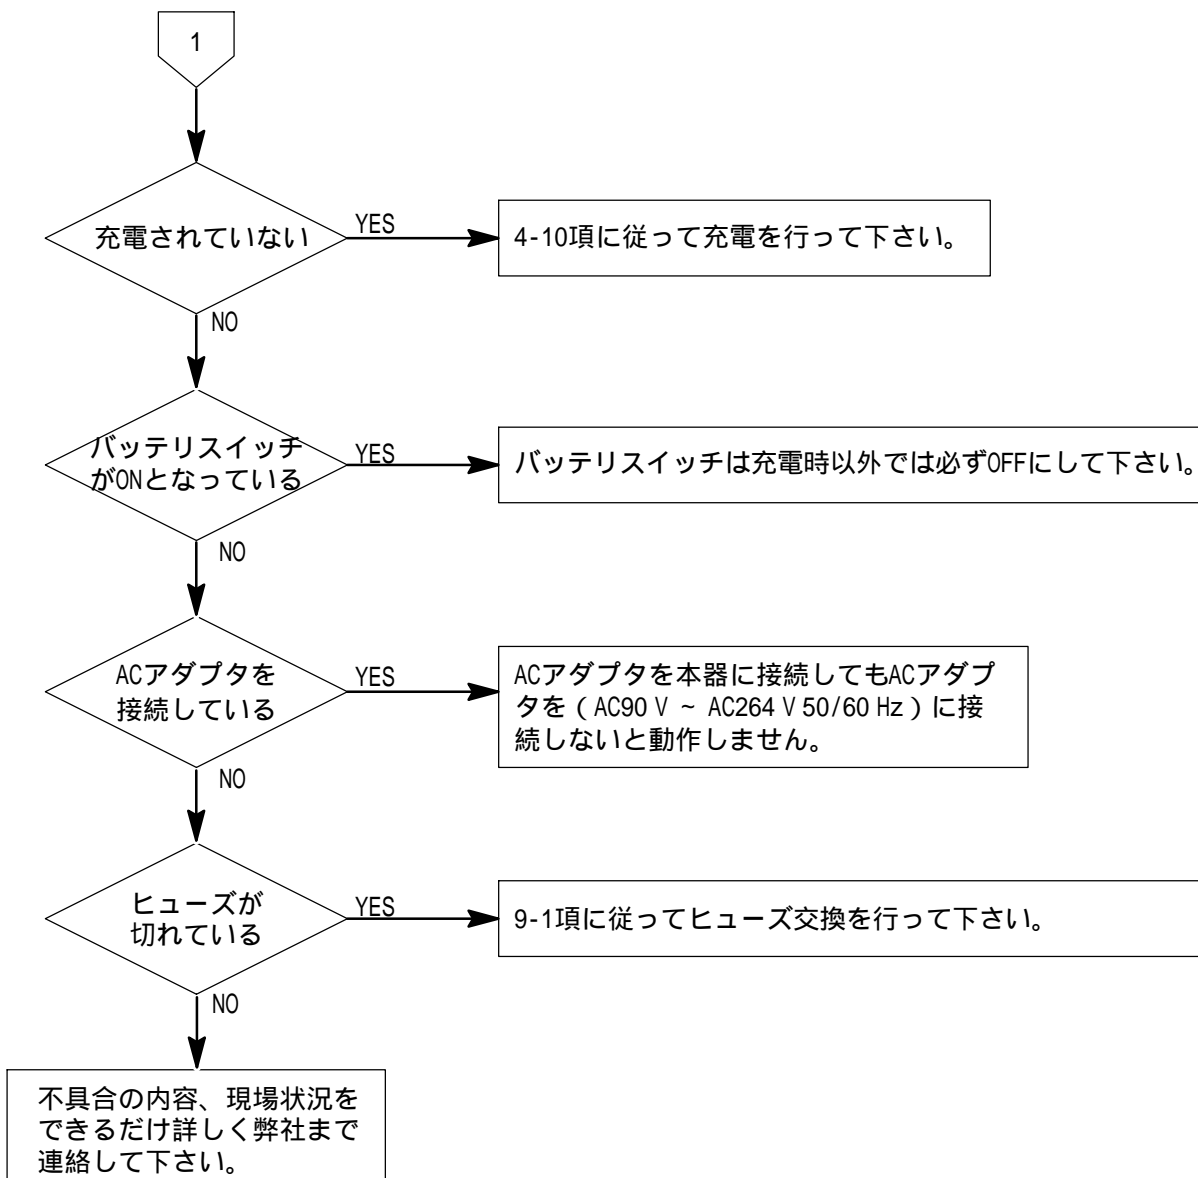 1
充電されていない
YES
4-10項に従って充電を行って下さい。
NO
バッテリスイッチ
がONとなっている
YES
バッテリスイッチは充電時以外では必ずOFFにして下さい。
NO
ACアダプタを
接続している
YES
ACアダプタを本器に接続してもACアダプ
タを（AC90 V ~ AC264 V 50/60 Hz）に接
続しないと動作しません。
NO
ヒューズが
切れている
YES
9-1項に従ってヒューズ交換を行って下さい。
NO
不具合の内容、現場状況を
できるだけ詳しく弊社まで
連絡して下さい。